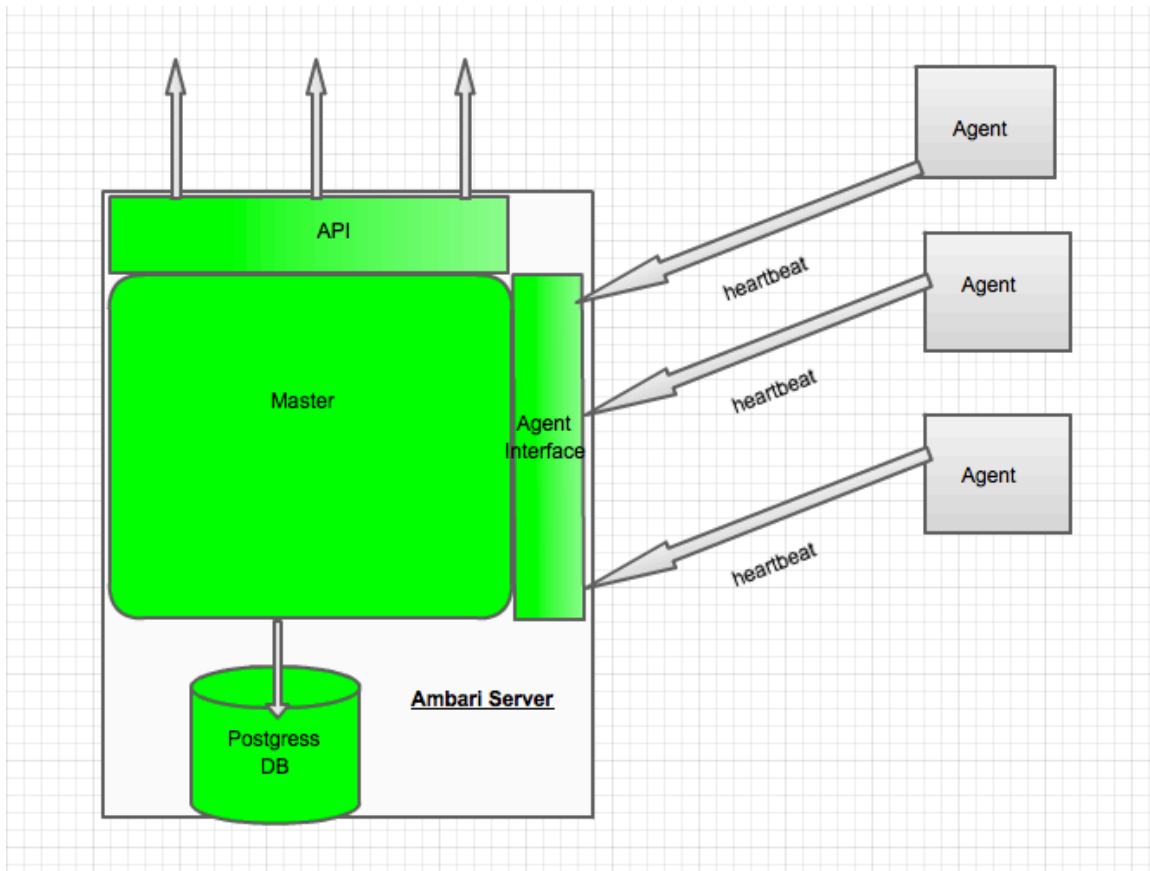 API
Master
Agent
Interface
Ambari Server
Postgress
DB
Agent
heartbeat
Agent
heartbeat
Agent
heartbeat